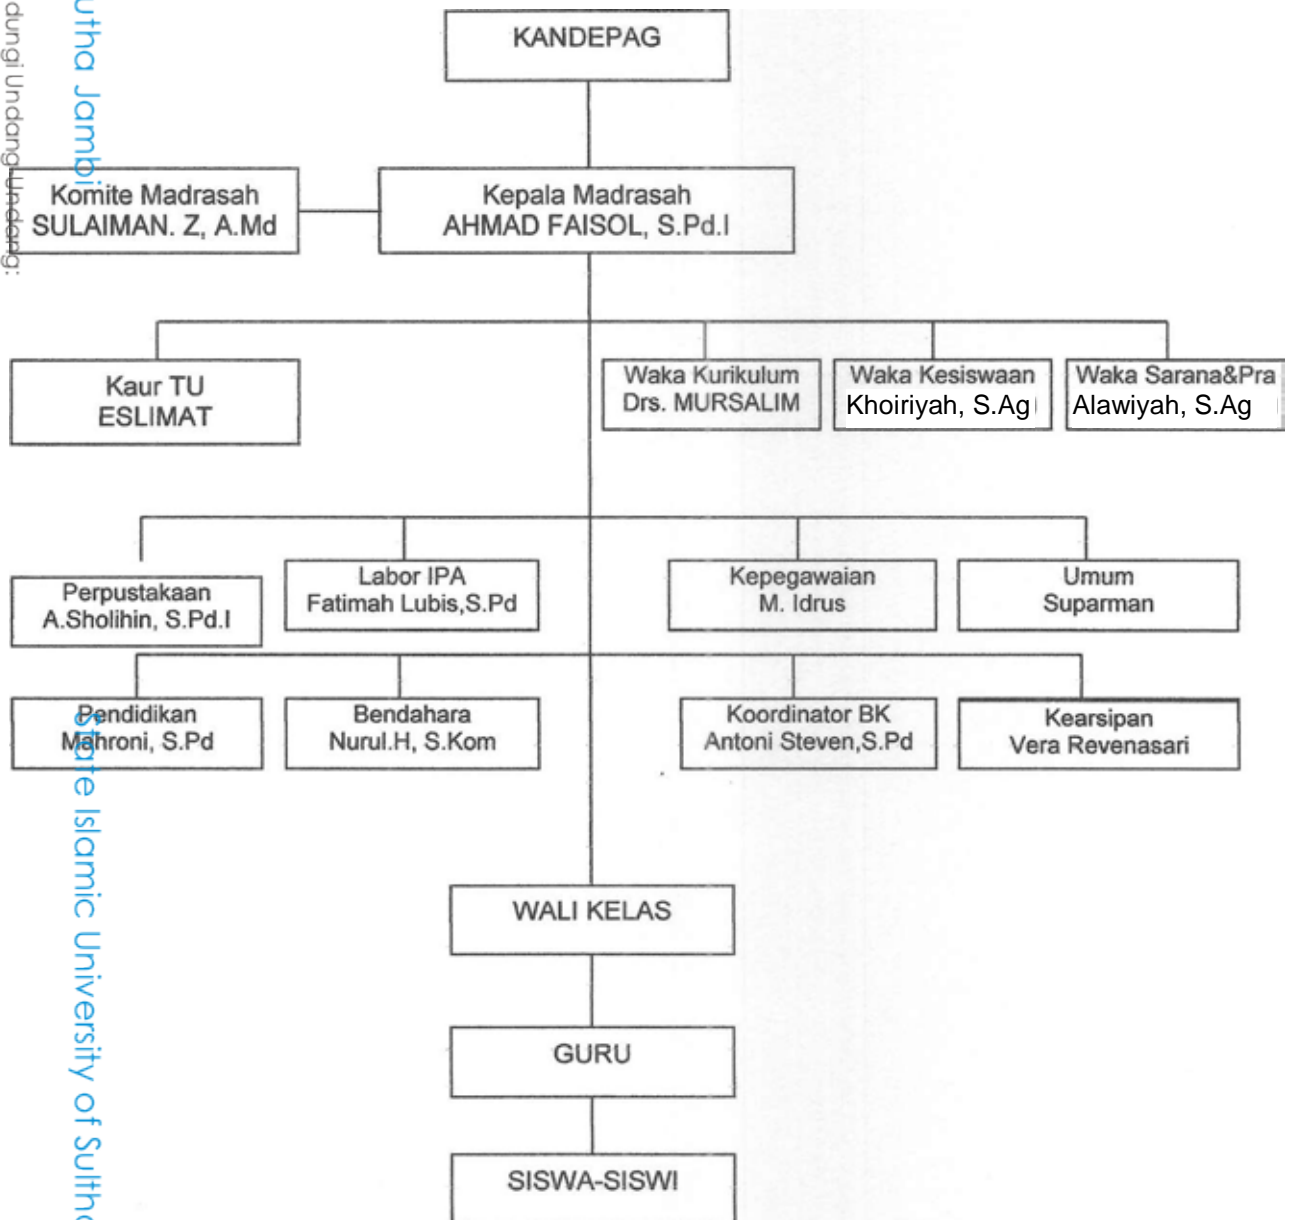 KANDEPAG
Komite Madrasah
SULAIMAN. Z, A.Md
Kepala Madrasah
AHMAD FAISOL, S.Pd.I
Kaur TU
ESLIMAT
Waka Kurikulum
Drs. MURSALIM
Waka Kesiswaan
Khoiriyah, S.Ag
Waka Sarana&Pra
Alawiyah, S.Ag
Perpustakaan
A.Sholihin, S.Pd.I
Labor IPA
Fatimah Lubis,S.Pd
Kepegawaian
M. Idrus
Umum
Suparman
Pendidikan
Mahroni, S.Pd
Bendahara
Nurul.H, S.Kom
Koordinator BK
Antoni Steven,S.Pd
Kearsipan
Vera Revenasari
WALI KELAS
GURU
SISWA-SISWI
utha Jambi
dungi Undang-Undang:
State Islamic University of Sultha